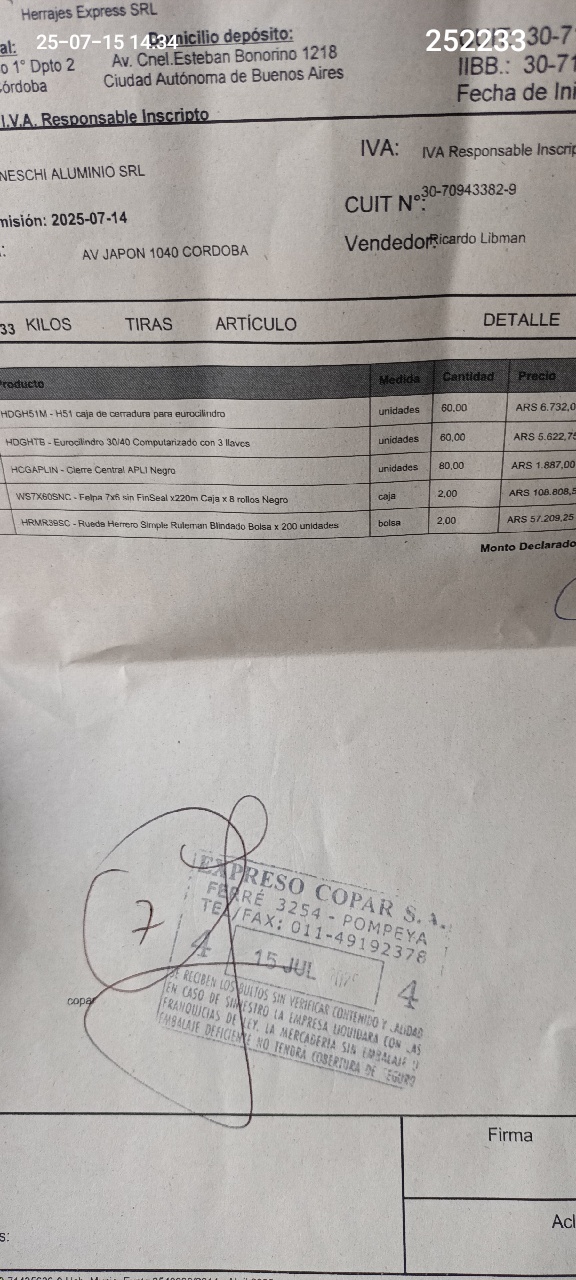 Herrajes Express SRL
25-07-15 14:34
252233
Domicilio depósito:
30-7
o 1° Dpto 2
Av. Cnel.Esteban Bonorino 1218
IIBB.: 30-71
órdoba
Ciudad Autónoma de Buenos Aires
Fecha de Ini
I.V.A. Responsable Inscripto
IVA: IVA Responsable Inscrip
NESCHI ALUMINIO SRL
CUIT N°: 30-70943382-9
misión: 2025-07-14
Vendedor: Ricardo Libman
AV JAPON 1040 CORDOBA
33 KILOS TIRAS ARTÍCULO DETALLE
Producto Medida Cantidad Precio
HDGH51M - H51 caja de cerradura para eurocilindro unidades 60,00 ARS 6.732,0
HDGHTB - Eurocilindro 30/40 Computarizado con 3 llaves unidades 60,00 ARS 5.622,75
HCGAPLIN - Cierre Central APLI Negro unidades 80,00 ARS 1.887,00
WS7X60SNC - Felpa 7x6 sin FinSeal x220m Caja x 8 rollos Negro caja 2,00 ARS 108.808,5
HRMR39SC - Rueda Herrero Simple Ruleman Blindado Bolsa x 200 unidades bolsa 2,00 ARS 57.209,25
Monto Declarado
EXPRESO COPAR S.A.
FERRÉ 3254 - POMPEYA
TEL/FAX: 011-49192378
7
4 15 JUL 4
SE RECIBEN LOS BULTOS SIN VERIFICAR CONTENIDO Y CALIDAD
EN CASO DE SINIESTRO LA EMPRESA LIQUIDARA CON LAS
FRANQUICIAS DE LEY. LA MERCADERIA SIN EMBALAJE U
EMBALAJE DEFICIENTE NO TENDRÁ COBERTURA DE SEGURO
copar
Firma
Acl
s: